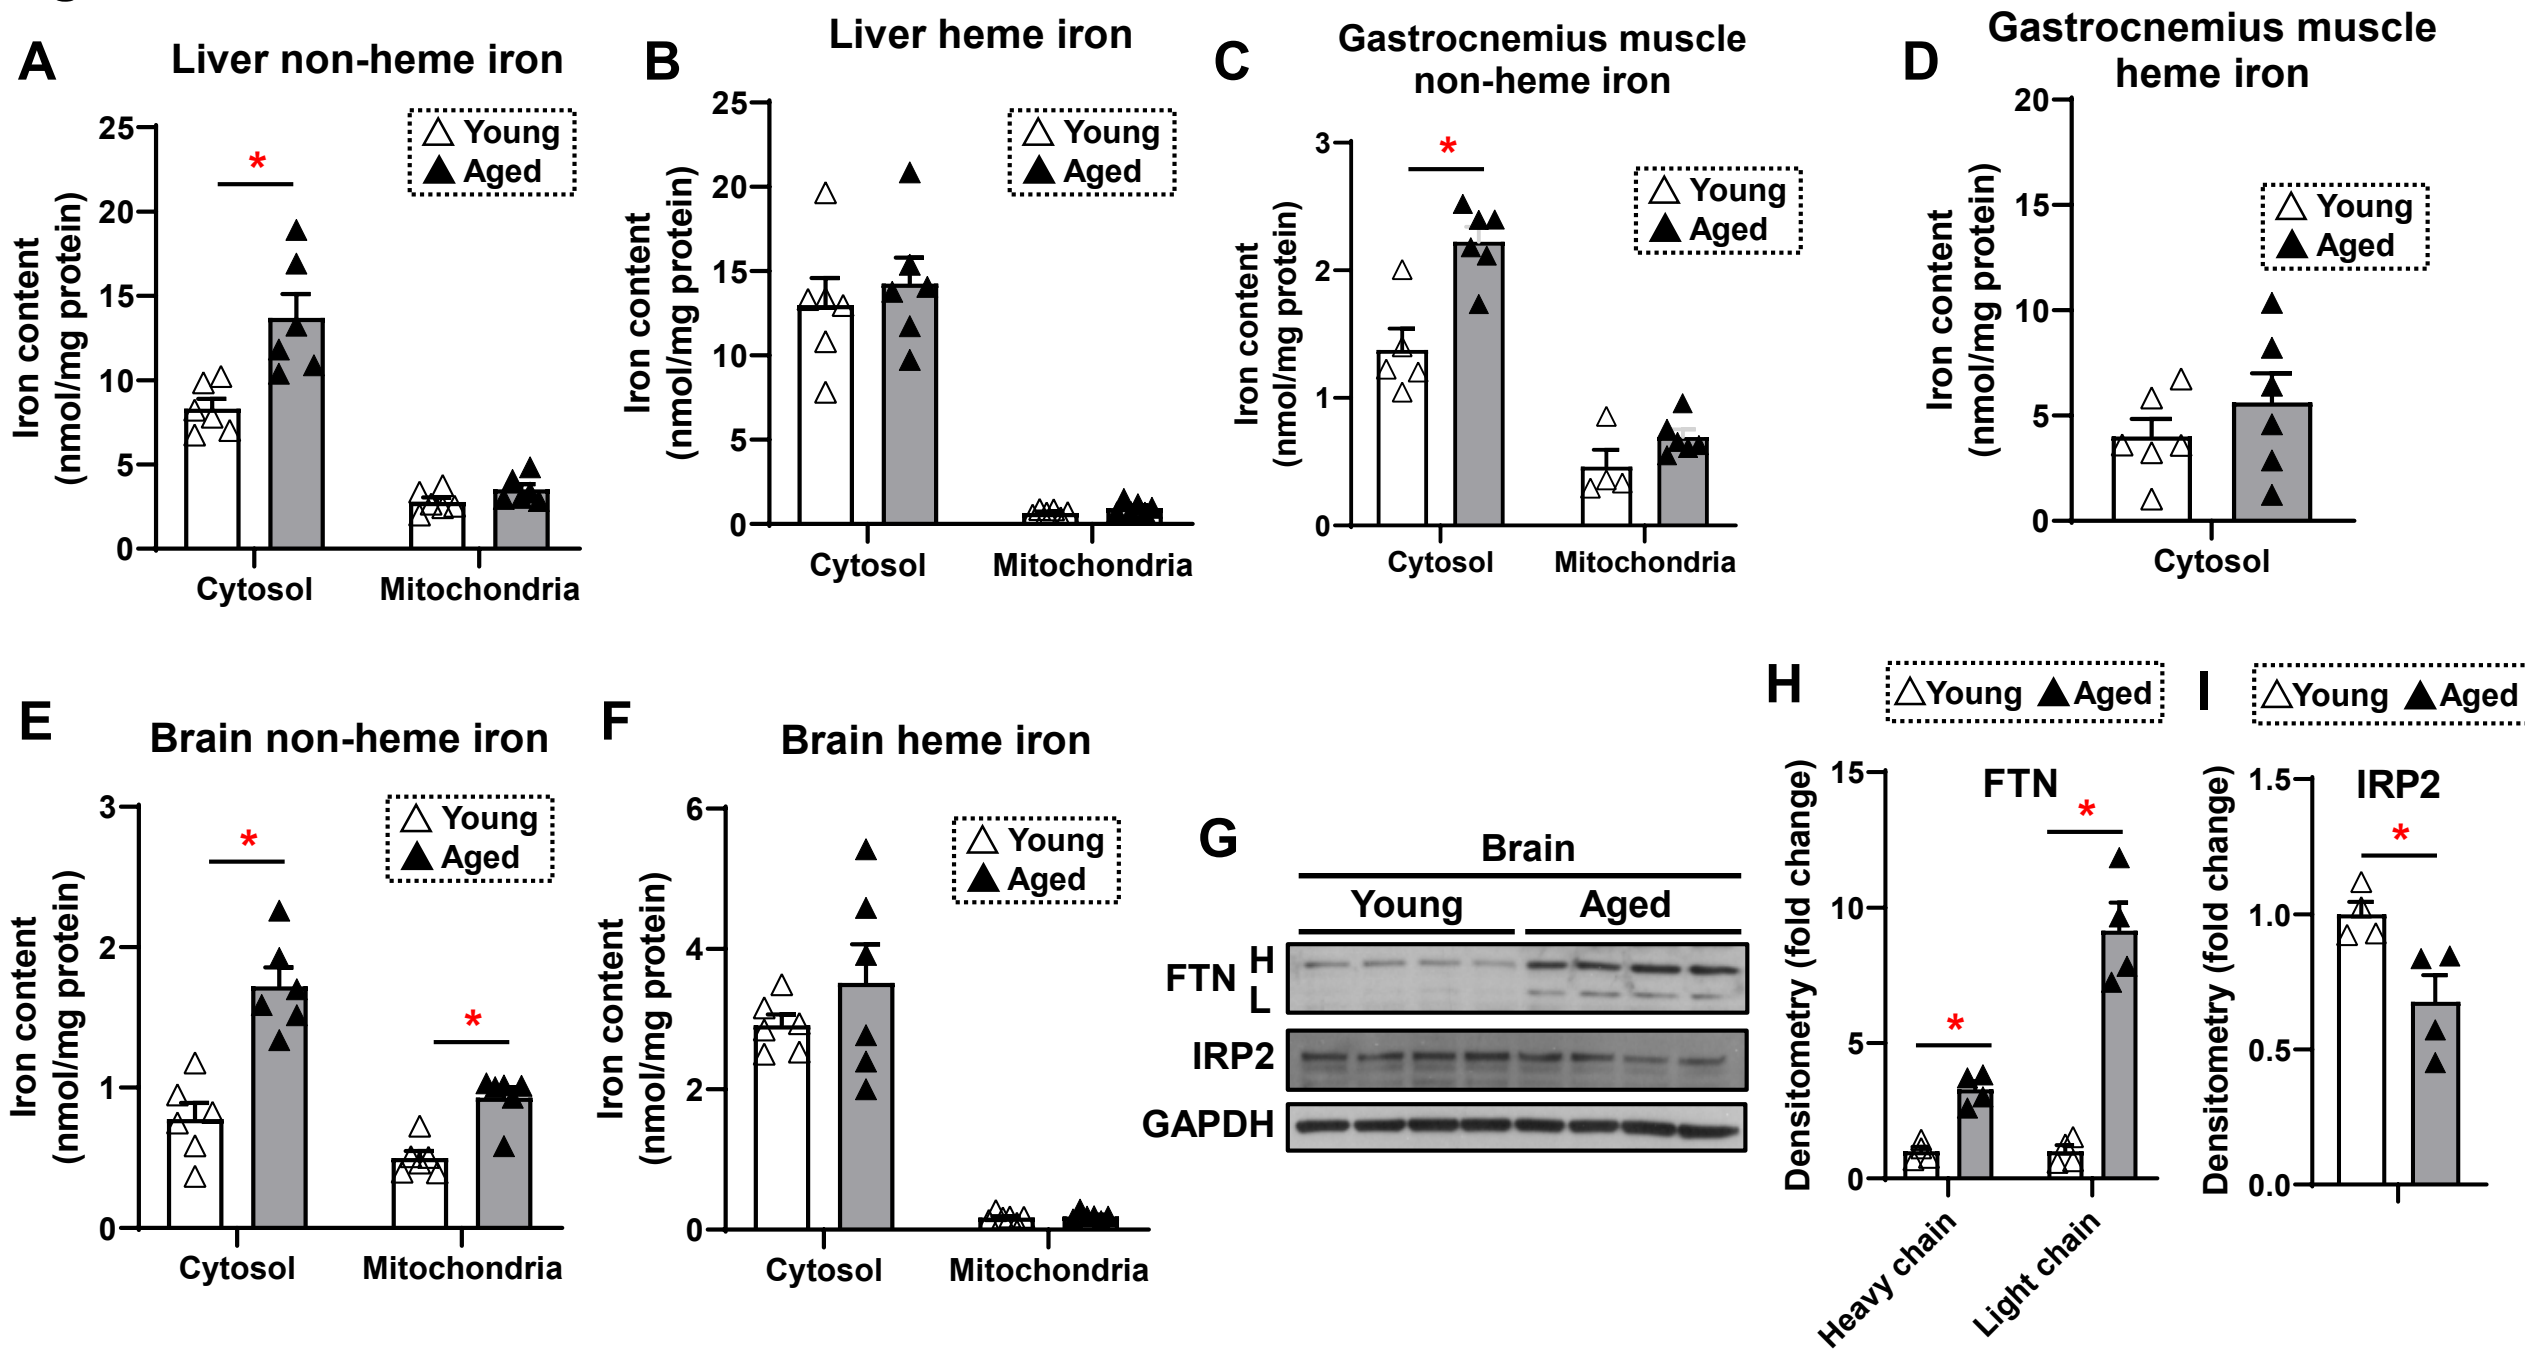 A
Liver non-heme iron
Iron content
(nmol/mg protein)
25
20
15
10
5
0
Young
Aged
*
Cytosol
Mitochondria
B
Liver heme iron
Iron content
(nmol/mg protein)
25
20
15
10
5
0
Young
Aged
Cytosol
Mitochondria
C
Gastrocnemius muscle
non-heme iron
Iron content
(nmol/mg protein)
3
2
1
0
*
Young
Aged
Cytosol
Mitochondria
D
Gastrocnemius muscle
heme iron
Iron content
(nmol/mg protein)
20
15
10
5
0
Young
Aged
Cytosol
E
Brain non-heme iron
Iron content
(nmol/mg protein)
3
2
1
0
Young
Aged
*
*
Cytosol
Mitochondria
F
Brain heme iron
Iron content
(nmol/mg protein)
6
4
2
0
Young
Aged
Cytosol
Mitochondria
G
Brain
Young Aged
FTN H
L
IRP2
GAPDH
H
Young Aged
FTN
Densitometry (fold change)
15
10
5
0
*
*
Heavy chain
Light chain
I
Young Aged
IRP2
Densitometry (fold change)
1.5
1.0
0.5
0.0
*